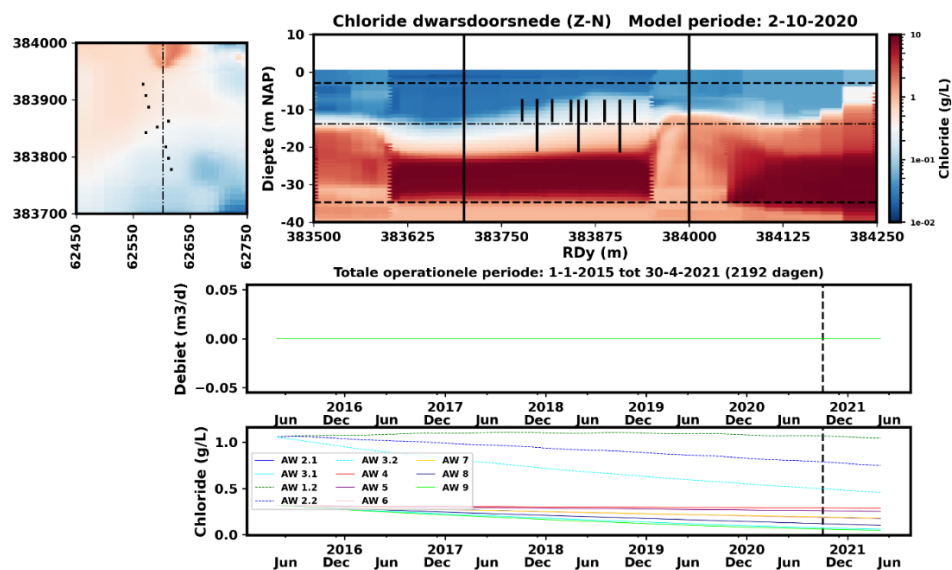 Chloride dwarsdoorsnede (Z-N)   Model periode: 2-10-2020
384000
383900
383800
383700
62450
62550
62650
62750
Diepte (m NAP)
10
0
-10
-20
-30
-40
383500
383625
383750
383875
384000
384125
384250
RDy (m)
10
1
1e-01
1e-02
Chloride (g/L)
Totale operationele periode: 1-1-2015 tot 30-4-2021 (2192 dagen)
Debiet (m3/d)
0.05
0.00
−0.05
2016 2017 2018 2019 2020 2021
Jun Dec Jun Dec Jun Dec Jun Dec Jun Dec Jun Dec Jun
Chloride (g/L)
1.0
0.5
0.0
AW 2.1 AW 3.2 AW 7
AW 3.1 AW 4 AW 8
AW 1.2 AW 5 AW 9
AW 2.2 AW 6
2016 2017 2018 2019 2020 2021
Jun Dec Jun Dec Jun Dec Jun Dec Jun Dec Jun Dec Jun